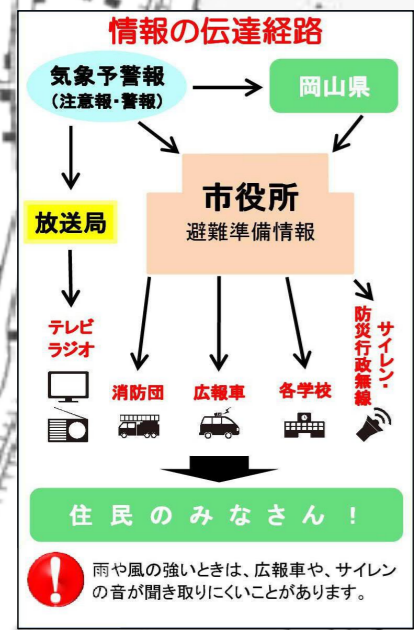 情報の伝達経路
気象予警報
(注意報・警報)
岡山県
市役所
避難準備情報
放送局
テレビ
ラジオ
消防団
広報車
各学校
サイレン・
防災行政無線
住民のみなさん!
雨や風の強いときは、広報車や、サイレン
の音が聞き取りにくいことがあります。